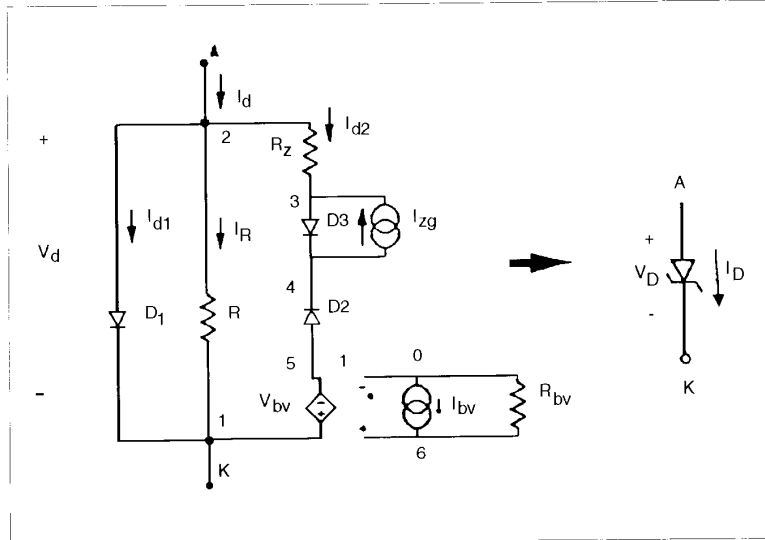 A
I_d
+
2
R_z
I_d2
3
D3
I_zg
A
I_d1
I_R
V_d
+
V_D
I_D
-
4
D_1
R
D2
K
5
1
0
-
V_bv
- +
I_bv
R_bv
1
6
K